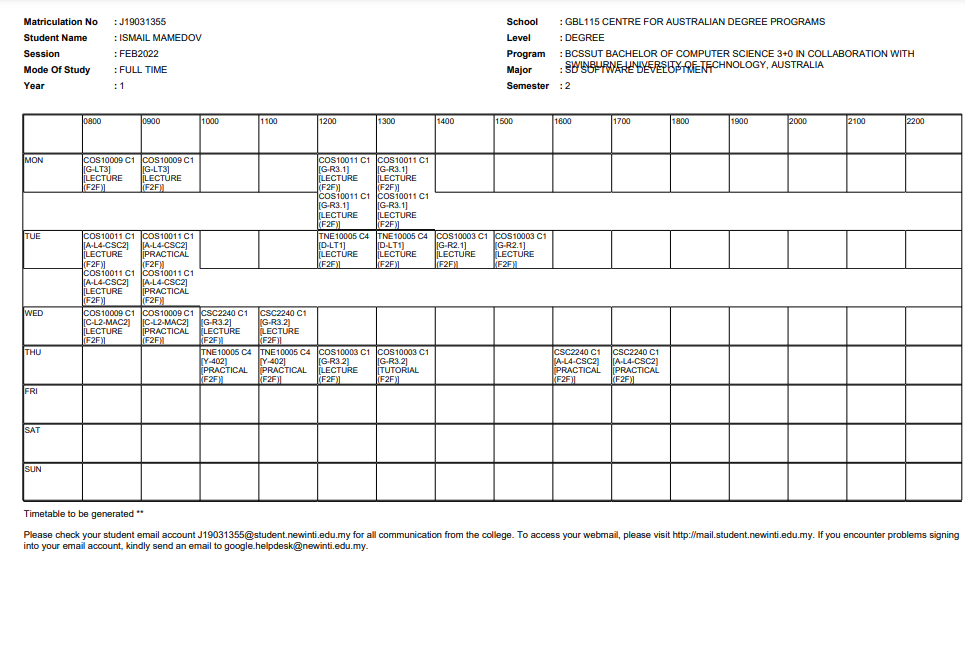 Matriculation No : J19031355 School : GBL115 CENTRE FOR AUSTRALIAN DEGREE PROGRAMS
Student Name : ISMAIL MAMEDOV Level : DEGREE
Session : FEB2022 Program : BCSSUT BACHELOR OF COMPUTER SCIENCE 3+0 IN COLLABORATION WITH
SWINBURNE UNIVERSITY OF TECHNOLOGY, AUSTRALIA
Mode Of Study : FULL TIME Major : SD SOFTWARE DEVELOPTMENT
Year : 1 Semester : 2
0800 0900 1000 1100 1200 1300 1400 1500 1600 1700 1800 1900 2000 2100 2200
MON COS10009 C1 COS10009 C1 COS10011 C1 COS10011 C1
[G-LT3] [G-LT3] [G-R3.1] [G-R3.1]
[LECTURE [LECTURE [LECTURE [LECTURE
(F2F)] (F2F)] (F2F)] (F2F)]
COS10011 C1 COS10011 C1
[G-R3.1] [G-R3.1]
[LECTURE [LECTURE
(F2F)] (F2F)]
TUE COS10011 C1 COS10011 C1 TNE10005 C4 TNE10005 C4 COS10003 C1 COS10003 C1
[A-L4-CSC2] [A-L4-CSC2] [D-LT1] [D-LT1] [G-R2.1] [G-R2.1]
[LECTURE [PRACTICAL [LECTURE [LECTURE [LECTURE [LECTURE
(F2F)] (F2F)] (F2F)] (F2F)] (F2F)] (F2F)]
COS10011 C1 COS10011 C1
[A-L4-CSC2] [A-L4-CSC2]
[LECTURE [PRACTICAL
(F2F)] (F2F)]
WED COS10009 C1 COS10009 C1 CSC2240 C1 CSC2240 C1
[C-L2-MAC2] [C-L2-MAC2] [G-R3.2] [G-R3.2]
[LECTURE [PRACTICAL [LECTURE [LECTURE
(F2F)] (F2F)] (F2F)] (F2F)]
THU TNE10005 C4 TNE10005 C4 COS10003 C1 COS10003 C1 CSC2240 C1 CSC2240 C1
[Y-402] [Y-402] [G-R3.2] [G-R3.2] [A-L4-CSC2] [A-L4-CSC2]
[PRACTICAL [PRACTICAL [LECTURE [TUTORIAL [PRACTICAL [PRACTICAL
(F2F)] (F2F)] (F2F)] (F2F)] (F2F)] (F2F)]
FRI
SAT
SUN
Timetable to be generated **
Please check your student email account J19031355@student.newinti.edu.my for all communication from the college. To access your webmail, please visit http://mail.student.newinti.edu.my. If you encounter problems signing
into your email account, kindly send an email to google.helpdesk@newinti.edu.my.